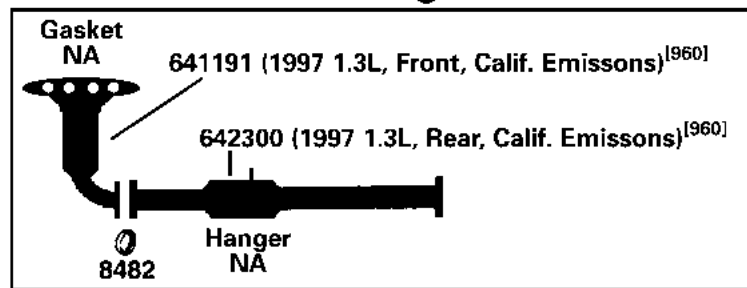 Gasket
NA
641191 (1997 1.3L, Front, Calif. Emissons)[960]
642300 (1997 1.3L, Rear, Calif. Emissons)[960]
Hanger
NA
8482